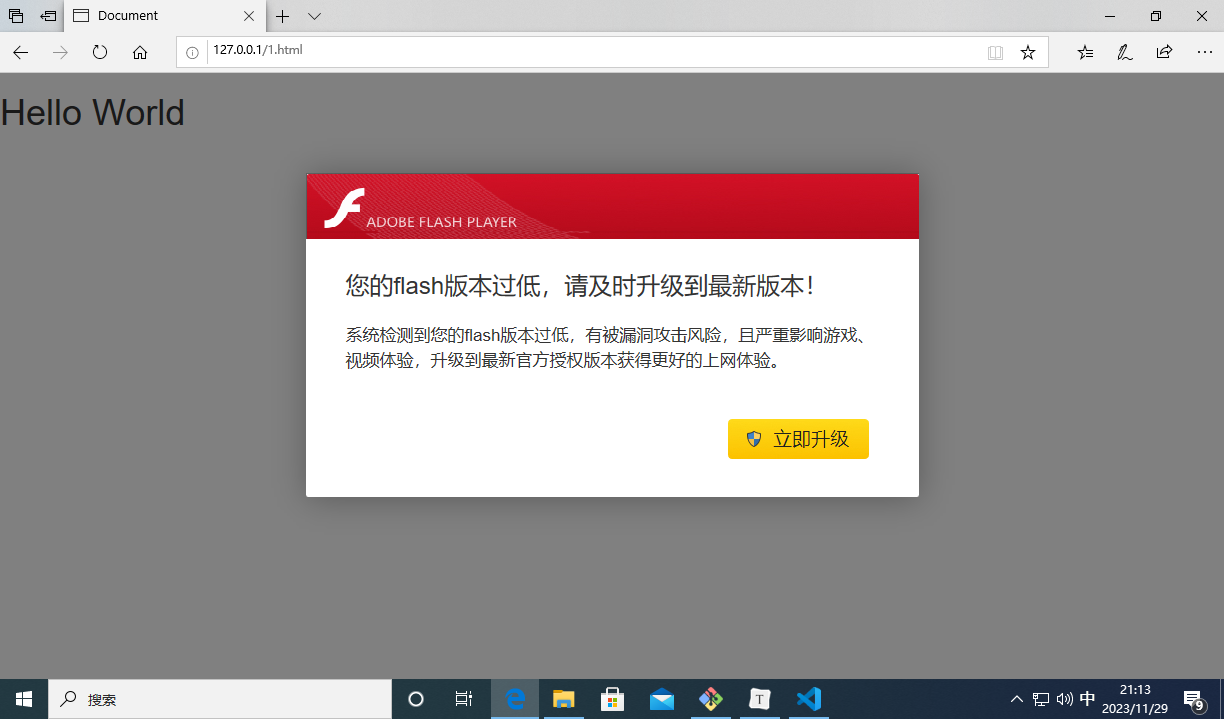 Document
127.0.0.1/1.html
Hello World
ADOBE FLASH PLAYER
您的flash版本过低，请及时升级到最新版本！
系统检测到您的flash版本过低，有被漏洞攻击风险，且严重影响游戏、
视频体验，升级到最新官方授权版本获得更好的上网体验。
立即升级
搜索
T
中
21:13
2023/11/29
9